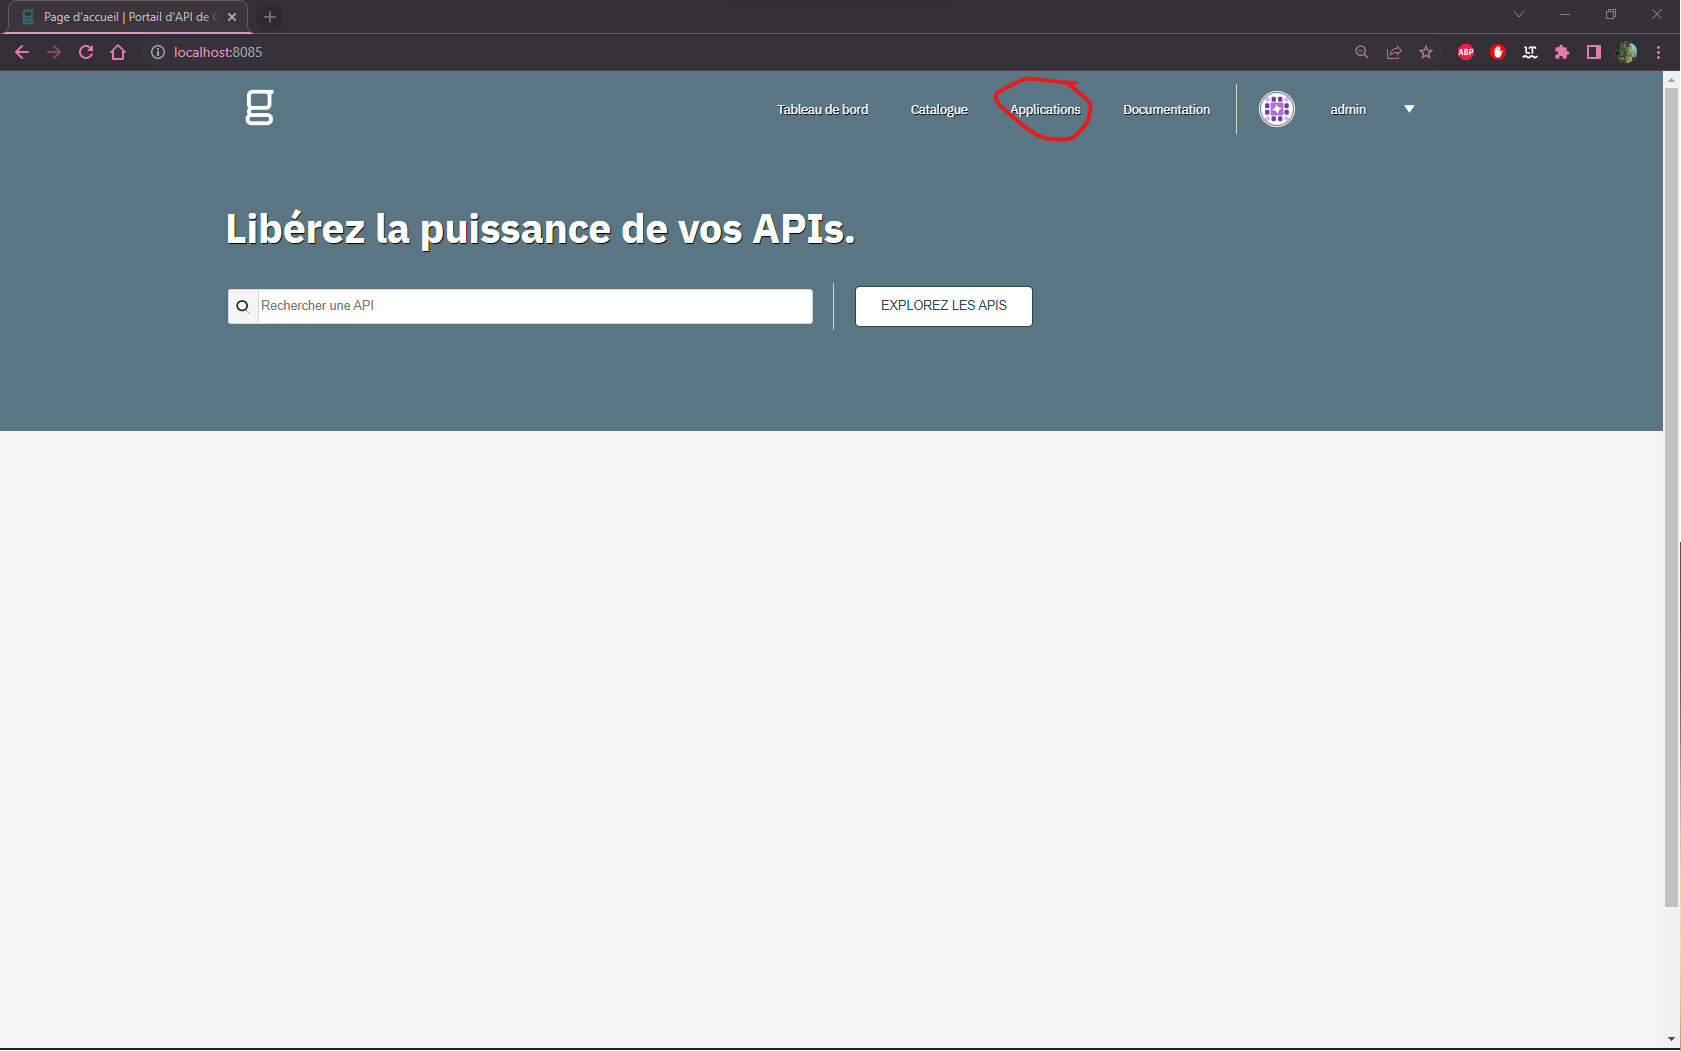 Page d'accueil | Portail d'API de G
localhost:8085
ABP
LT
g
Tableau de bord
Catalogue
Applications
Documentation
admin
Libérez la puissance de vos APIs.
Rechercher une API
EXPLOREZ LES APIS